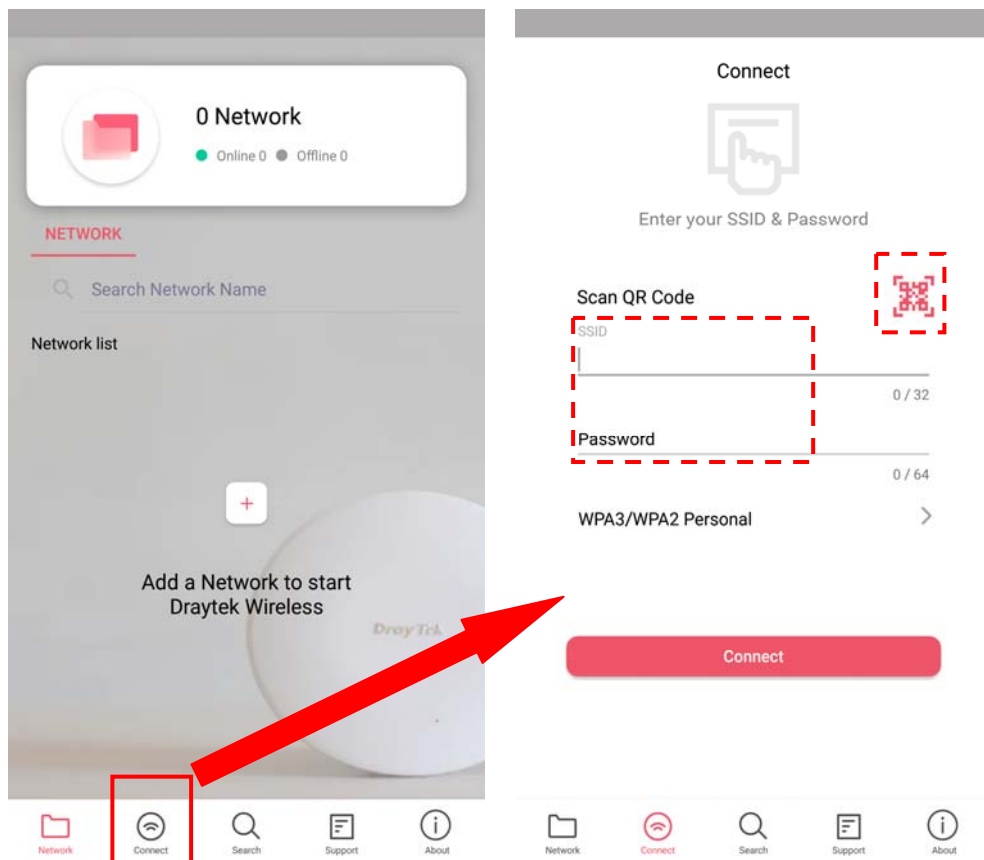 0 Network
Online 0 Offline 0
NETWORK
Search Network Name
Network list
+
Add a Network to start
Draytek Wireless
DrayTek
Network Connect Search Support About
Connect
Enter your SSID & Password
Scan QR Code
SSID
0 / 32
Password
0 / 64
WPA3/WPA2 Personal
Connect
Network Connect Search Support About